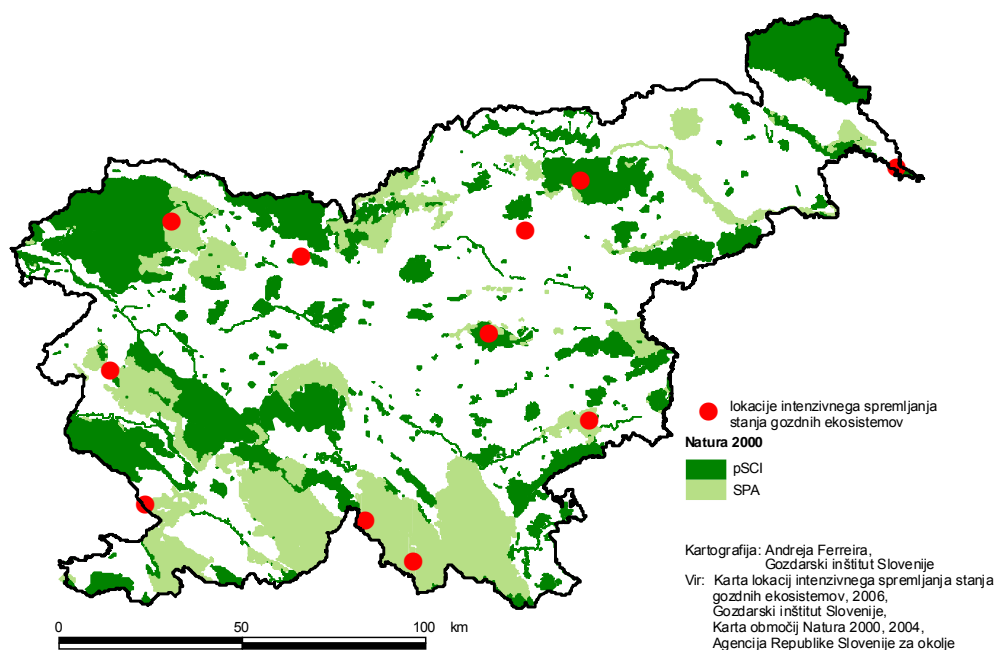 lokacije intenzivnega spremljanja
stanja gozdnih ekosistemov
Natura 2000
pSCI
SPA
Kartografija: Andreja Ferreira,
Gozdarski inštitut Slovenije
Vir: Karta lokacij intenzivnega spremljanja stanja
gozdnih ekosistemov, 2006,
Gozdarski inštitut Slovenije,
Karta območij Natura 2000, 2004,
Agencija Republike Slovenije za okolje
0 50 100 km